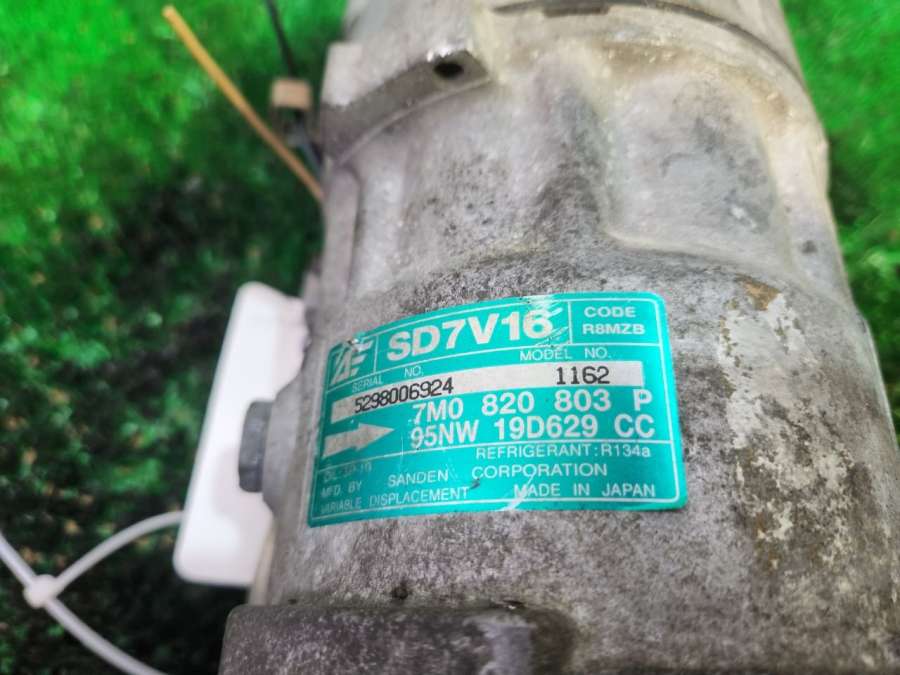 SD7V16
CODE
R8MZB
SERIAL NO.
MODEL NO.
5298006924
1162
7M0 820 803 P
95NW 19D629 CC
REFRIGERANT: R134a
MFD. BY SANDEN CORPORATION
VARIABLE DISPLACEMENT MADE IN JAPAN